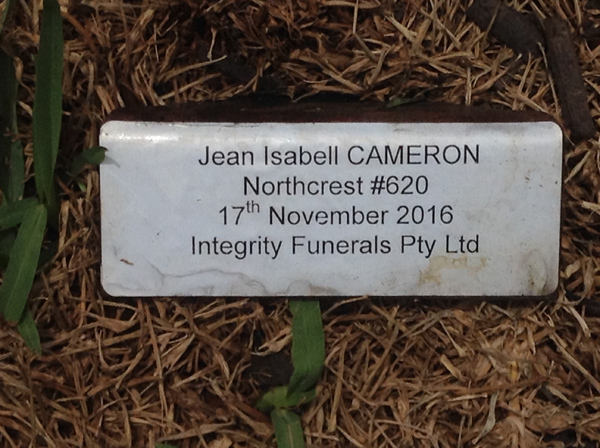 Jean Isabell CAMERON
Northcrest #620
17th November 2016
Integrity Funerals Pty Ltd